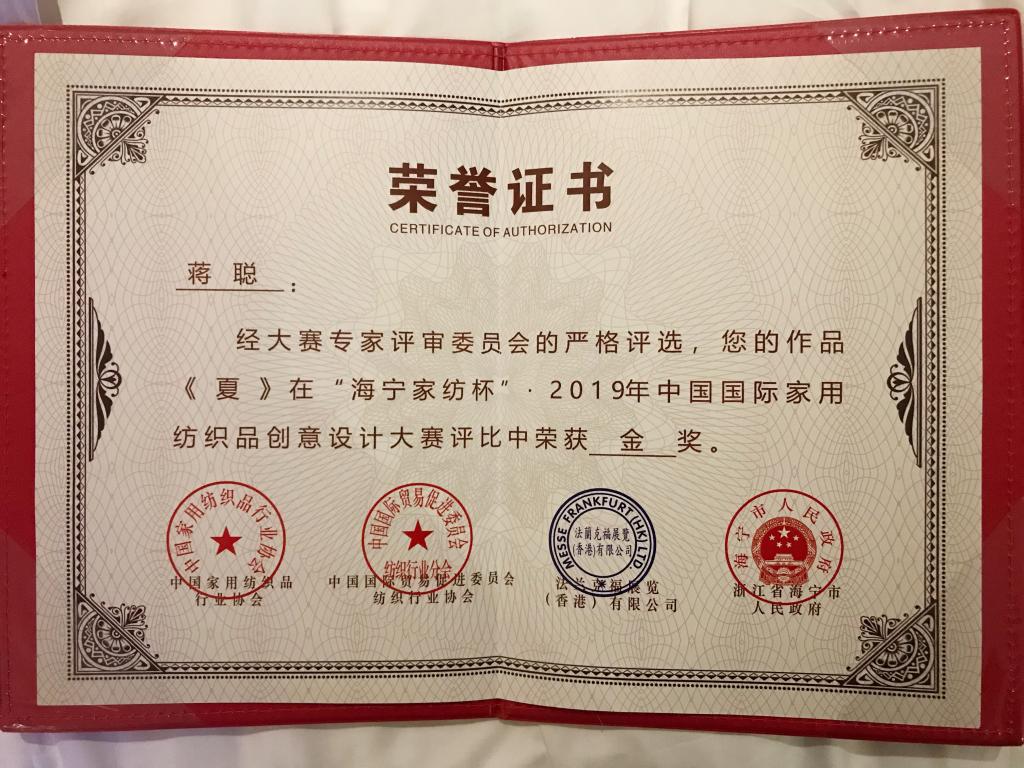 荣誉证书
CERTIFICATE OF AUTHORIZATION
蒋 聪 ：
经大赛专家评审委员会的严格评选，您的作品
《 夏 》在“海宁家纺杯”·2019年中国国际家用
纺织品创意设计大赛评比中荣获 金 奖。
中国家用纺织品行业协会
中国国际贸易促进委员会
纺织行业分会
MESSE FRANKFURT (HK) LTD
法蘭克福展覽
(香港)有限公司
海宁市人民政府
中国家用纺织品
行业协会
中国国际贸易促进委员会
纺织行业协会
法兰克福展览
(香港) 有限公司
浙江省海宁市
人民政府